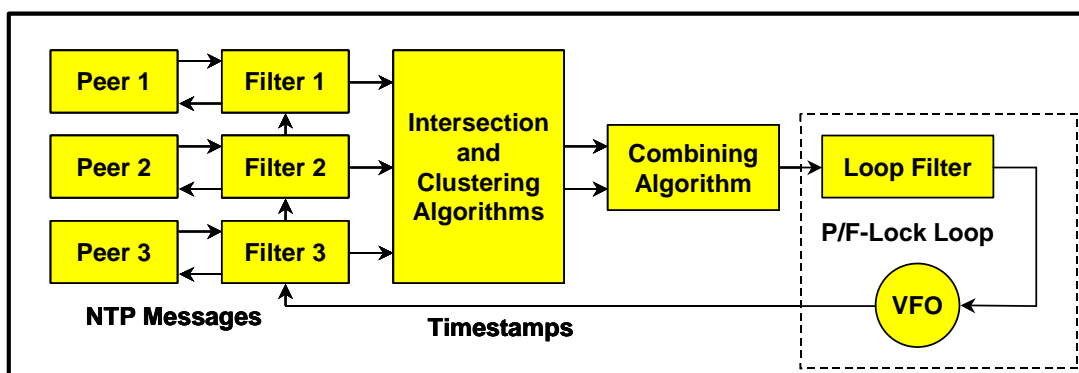 Peer 1
Filter 1
Peer 2
Filter 2
Peer 3
Filter 3
NTP Messages
Intersection
and
Clustering
Algorithms
Combining
Algorithm
Loop Filter
P/F-Lock Loop
VFO
Timestamps